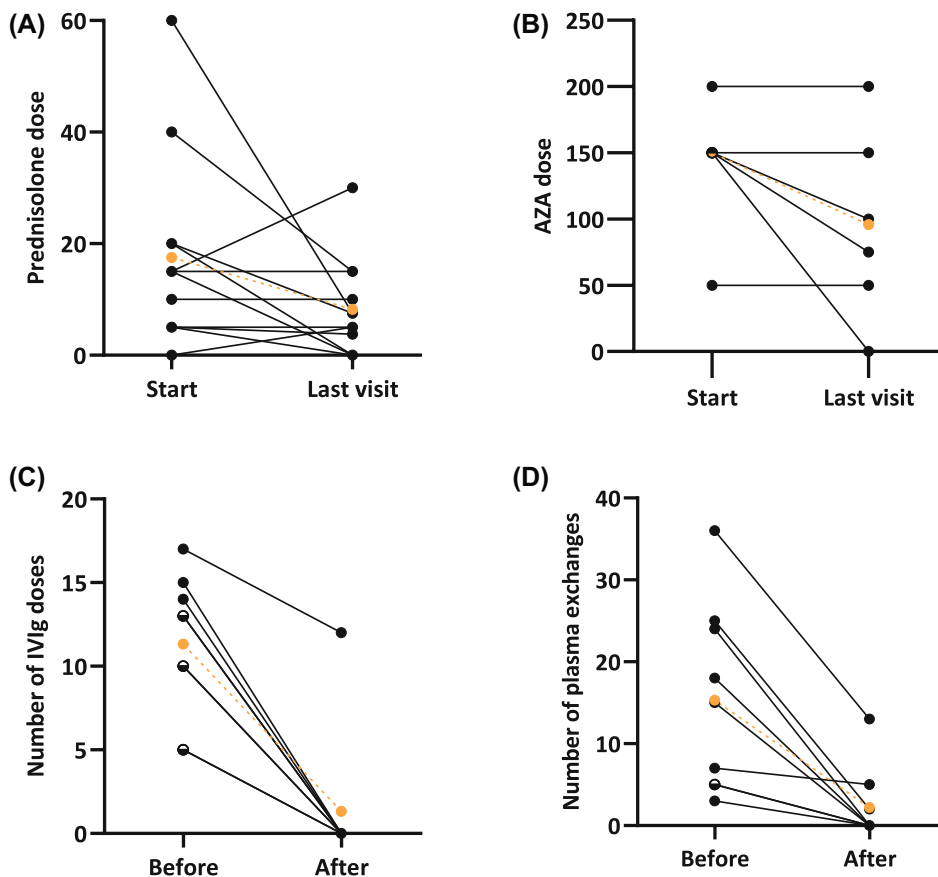 (A)
Prednisolone dose
60
40
20
0
Start Last visit
(B)
AZA dose
250
200
150
100
50
0
Start Last visit
(C)
Number of IVIg doses
20
15
10
5
0
Before After
(D)
Number of plasma exchanges
40
30
20
10
0
Before After